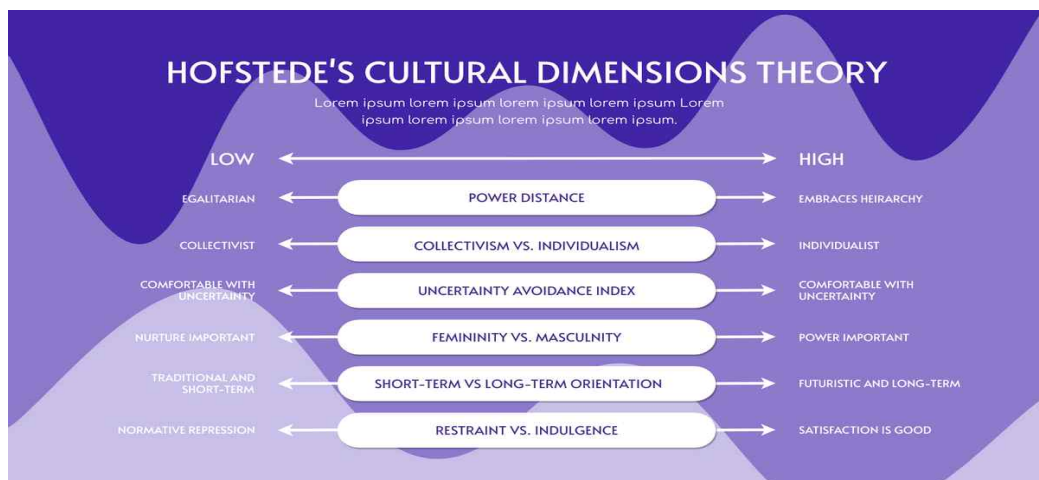 HOFSTEDE'S CULTURAL DIMENSIONS THEORY
Lorem ipsum lorem ipsum lorem ipsum lorem ipsum Lorem
ipsum lorem ipsum lorem ipsum lorem ipsum.
LOW HIGH
EGALITARIAN POWER DISTANCE EMBRACES HEIRARCHY
COLLECTIVIST COLLECTIVISM VS. INDIVIDUALISM INDIVIDUALIST
COMFORTABLE WITH
UNCERTAINTY
UNCERTAINTY AVOIDANCE INDEX
COMFORTABLE WITH
UNCERTAINTY
NURTURE IMPORTANT FEMININITY VS. MASCULNITY POWER IMPORTANT
TRADITIONAL AND
SHORT-TERM
SHORT-TERM VS LONG-TERM ORIENTATION
FUTURISTIC AND LONG-TERM
NORMATIVE REPRESSION RESTRAINT VS. INDULGENCE SATISFACTION IS GOOD